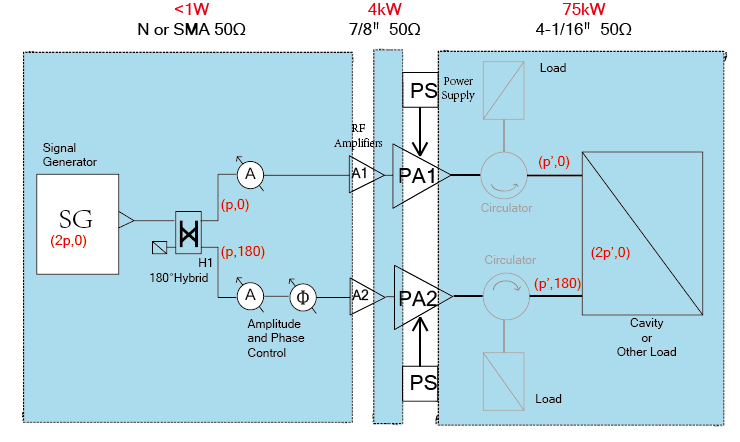 <1W
4kW
75kW
N or SMA 50Ω
7/8" 50Ω
4-1/16" 50Ω
Load
PS
Power
Supply
RF
Amplifiers
Signal
Generator
SG
(2p,0)
A
A1
PA1
(p',0)
Circulator
(p,0)
(p,180)
H1
180°Hybrid
(2p',0)
Circulator
(p',180)
A
Φ
A2
PA2
Amplitude
and Phase
Control
Cavity
or
Other Load
PS
Load